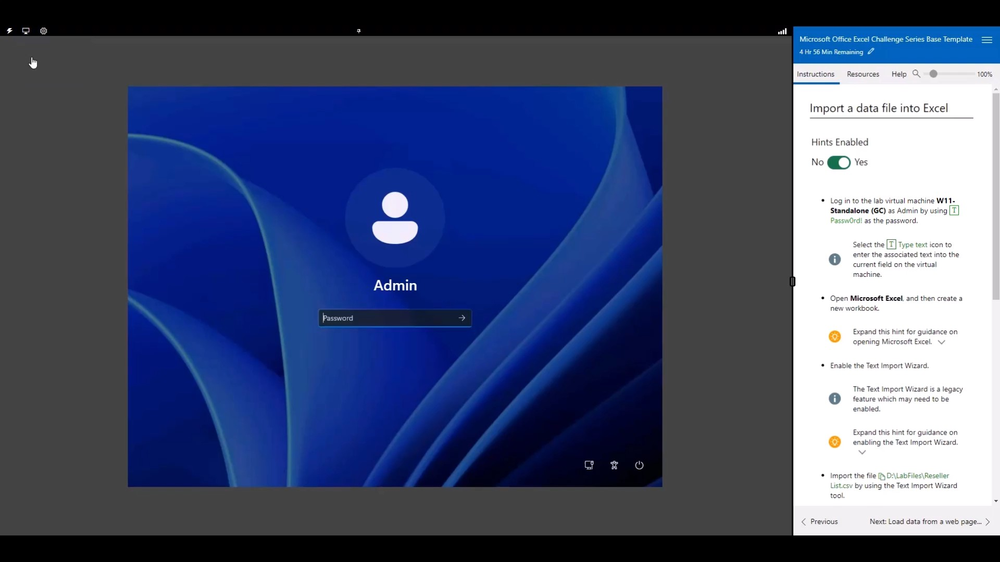 Microsoft Office Excel Challenge Series Base Template
4 Hr 56 Min Remaining
Instructions Resources Help 100%
Import a data file into Excel
Hints Enabled
No Yes
Log in to the lab virtual machine W11-
Standalone (GC) as Admin by using T
Passw0rd! as the password.
Select the T Type text icon to
enter the associated text into the
current field on the virtual
machine.
Open Microsoft Excel, and then create a
new workbook.
Expand this hint for guidance on
opening Microsoft Excel.
Enable the Text Import Wizard.
The Text Import Wizard is a legacy
feature which may need to be
enabled.
Expand this hint for guidance on
enabling the Text Import Wizard.
Import the file D:\LabFiles\Reseller
List.csv by using the Text Import Wizard
tool.
Previous Next: Load data from a web page...
Admin
Password